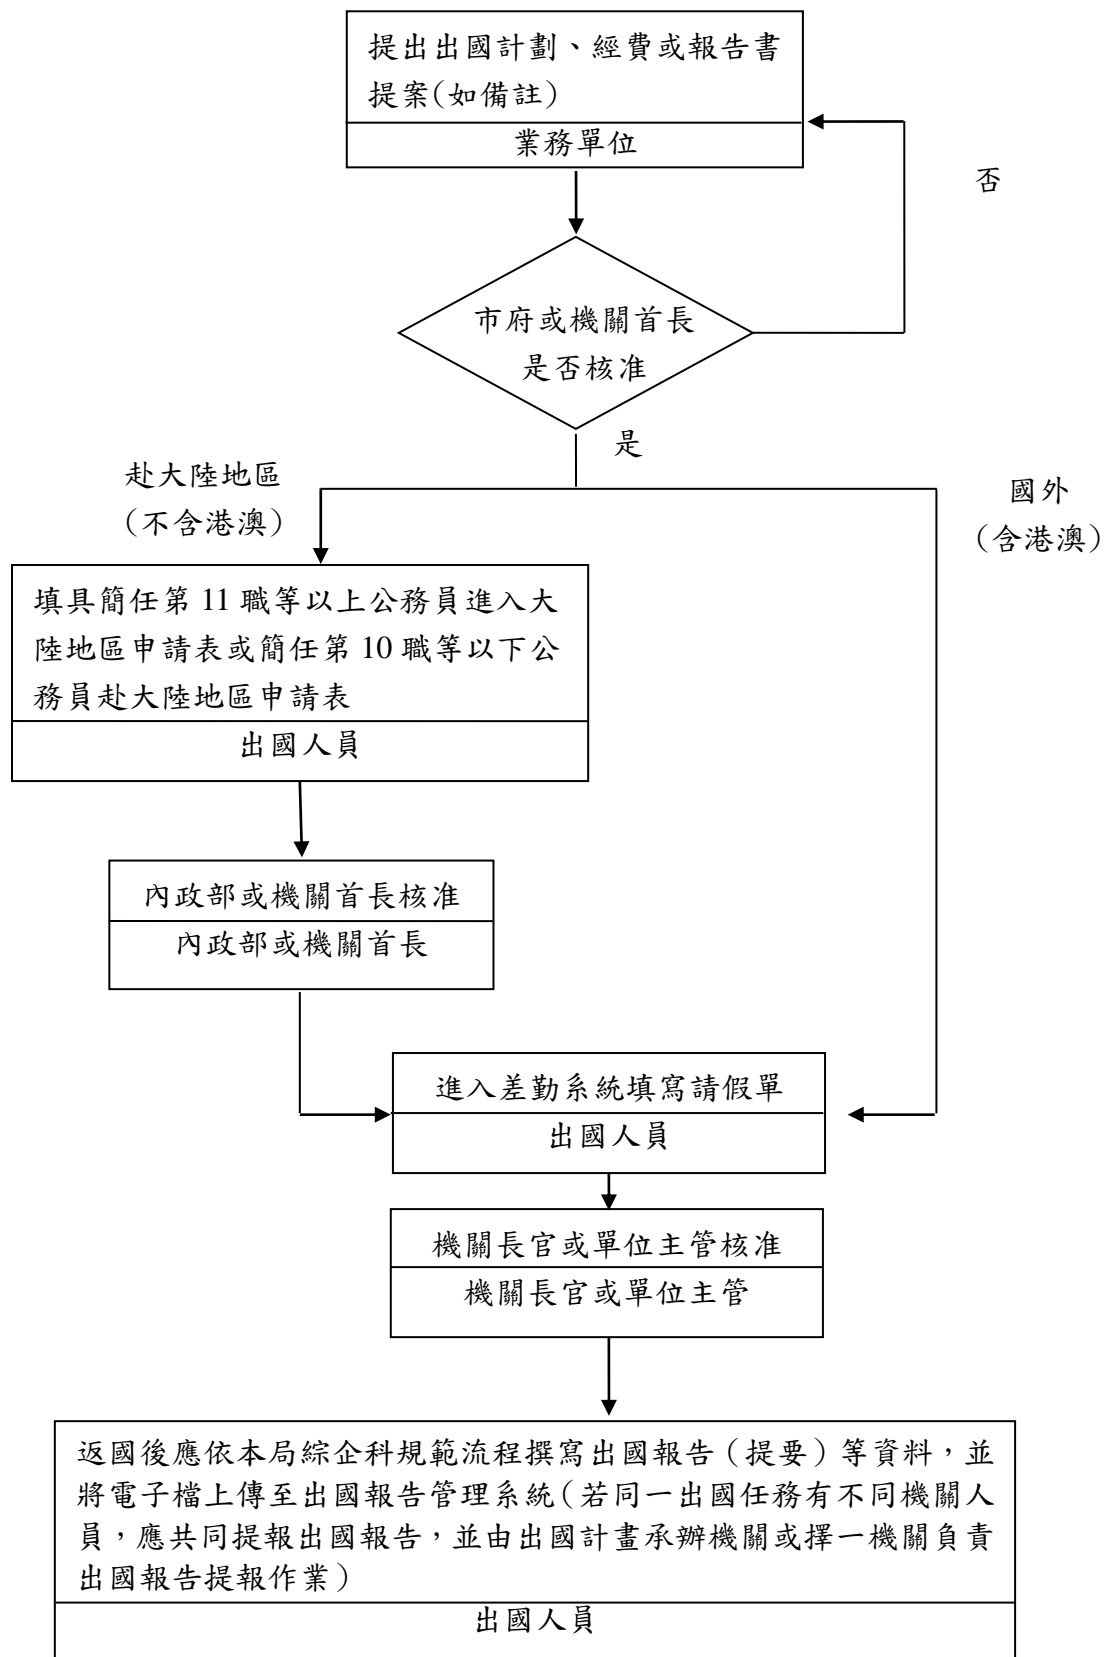 提出出國計劃、經費或報告書
提案(如備註)
業務單位
否
市府或機關首長
是否核准
是
赴大陸地區
(不含港澳)
國外
(含港澳)
填具簡任第 11 職等以上公務員進入大
陸地區申請表或簡任第 10 職等以下公
務員赴大陸地區申請表
出國人員
內政部或機關首長核准
內政部或機關首長
進入差勤系統填寫請假單
出國人員
機關長官或單位主管核准
機關長官或單位主管
返國後應依本局綜企科規範流程撰寫出國報告(提要)等資料,並
將電子檔上傳至出國報告管理系統(若同一出國任務有不同機關人
員,應共同提報出國報告,並由出國計畫承辦機關或擇一機關負責
出國報告提報作業)
出國人員